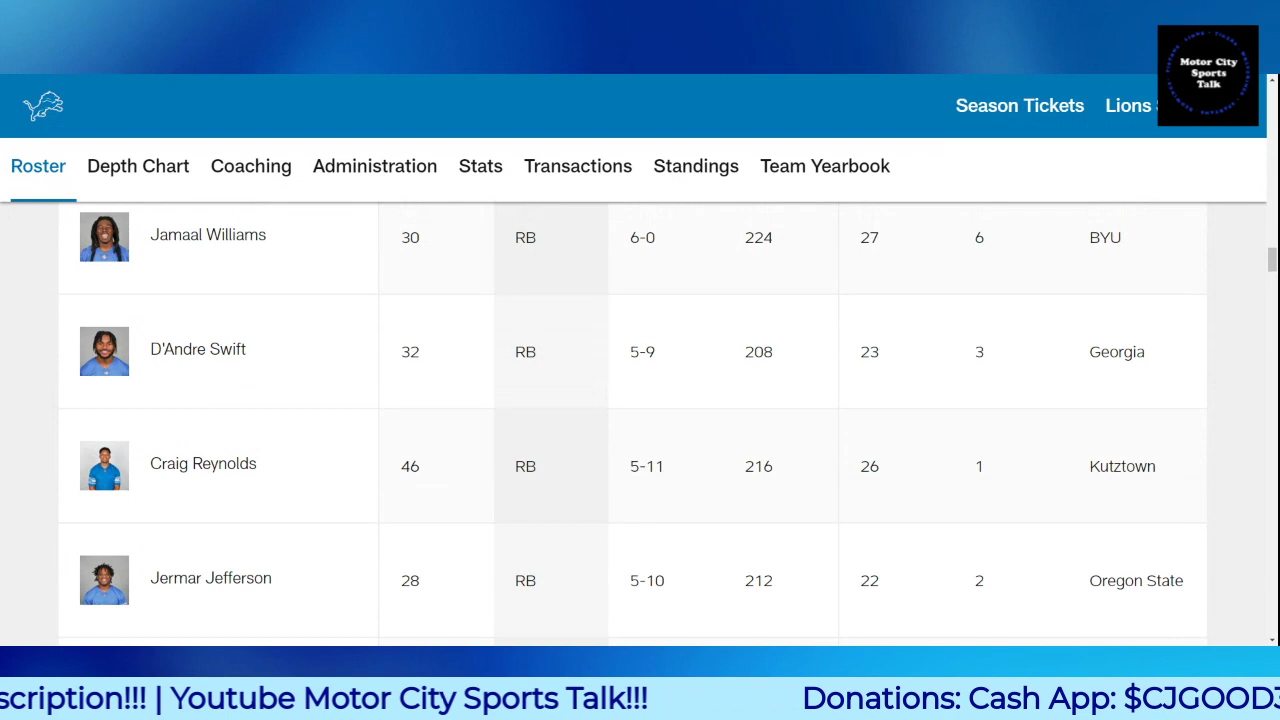 Motor City
Sports
Talk
Season Tickets Lions
Roster Depth Chart Coaching Administration Stats Transactions Standings Team Yearbook
Jamaal Williams 30 RB 6-0 224 27 6 BYU
D'Andre Swift 32 RB 5-9 208 23 3 Georgia
Craig Reynolds 46 RB 5-11 216 26 1 Kutztown
Jermar Jefferson 28 RB 5-10 212 22 2 Oregon State
scription!!! | Youtube Motor City Sports Talk!!! Donations: Cash App: $CJGOOD